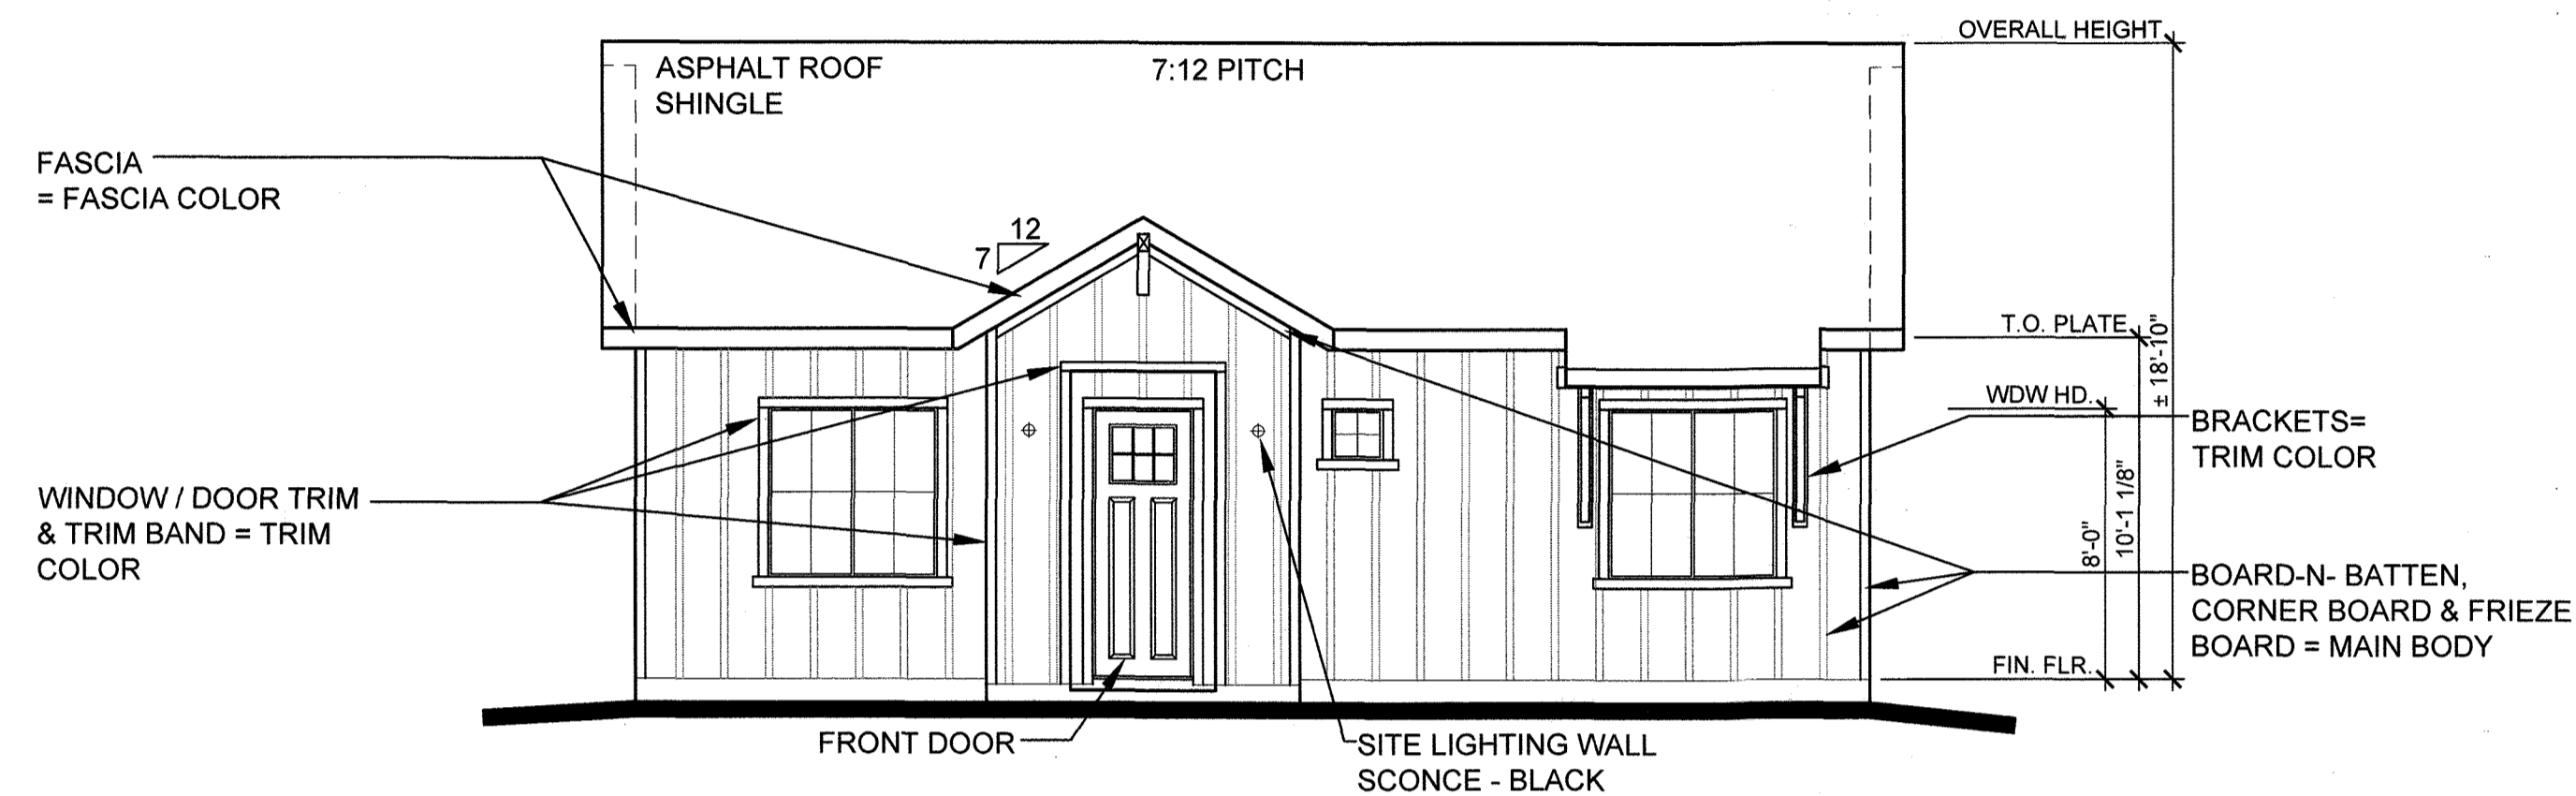 OVERALL HEIGHT
ASPHALT ROOF
SHINGLE
7:12 PITCH
FASCIA
= FASCIA COLOR
12
7
T.O. PLATE
± 18'-10"
WDW HD.
BRACKETS=
TRIM COLOR
10'-1 1/8"
8'-0"
WINDOW / DOOR TRIM
& TRIM BAND = TRIM
COLOR
BOARD-N- BATTEN,
CORNER BOARD & FRIEZE
BOARD = MAIN BODY
FIN. FLR.
FRONT DOOR
SITE LIGHTING WALL
SCONCE - BLACK